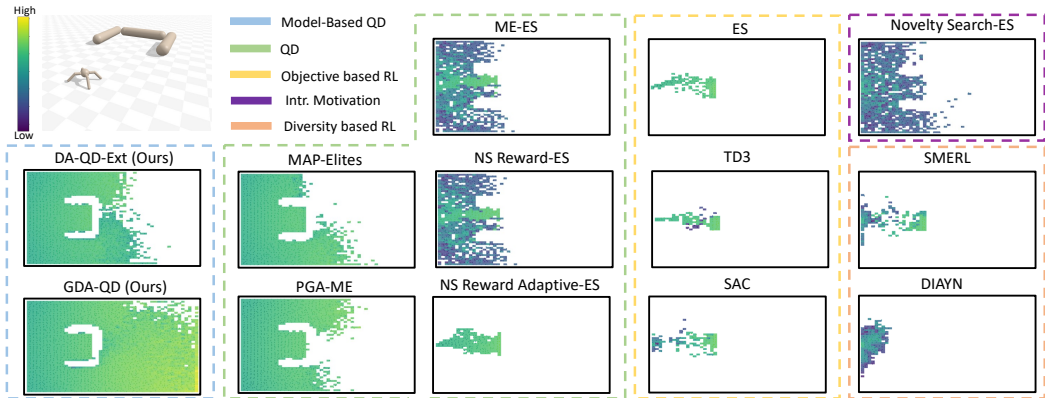 High
Low
Model-Based QD
QD
Objective based RL
Intr. Motivation
Diversity based RL
ME-ES
ES
Novelty Search-ES
DA-QD-Ext (Ours)
MAP-Elites
NS Reward-ES
TD3
SMERL
GDA-QD (Ours)
PGA-ME
NS Reward Adaptive-ES
SAC
DIAYN